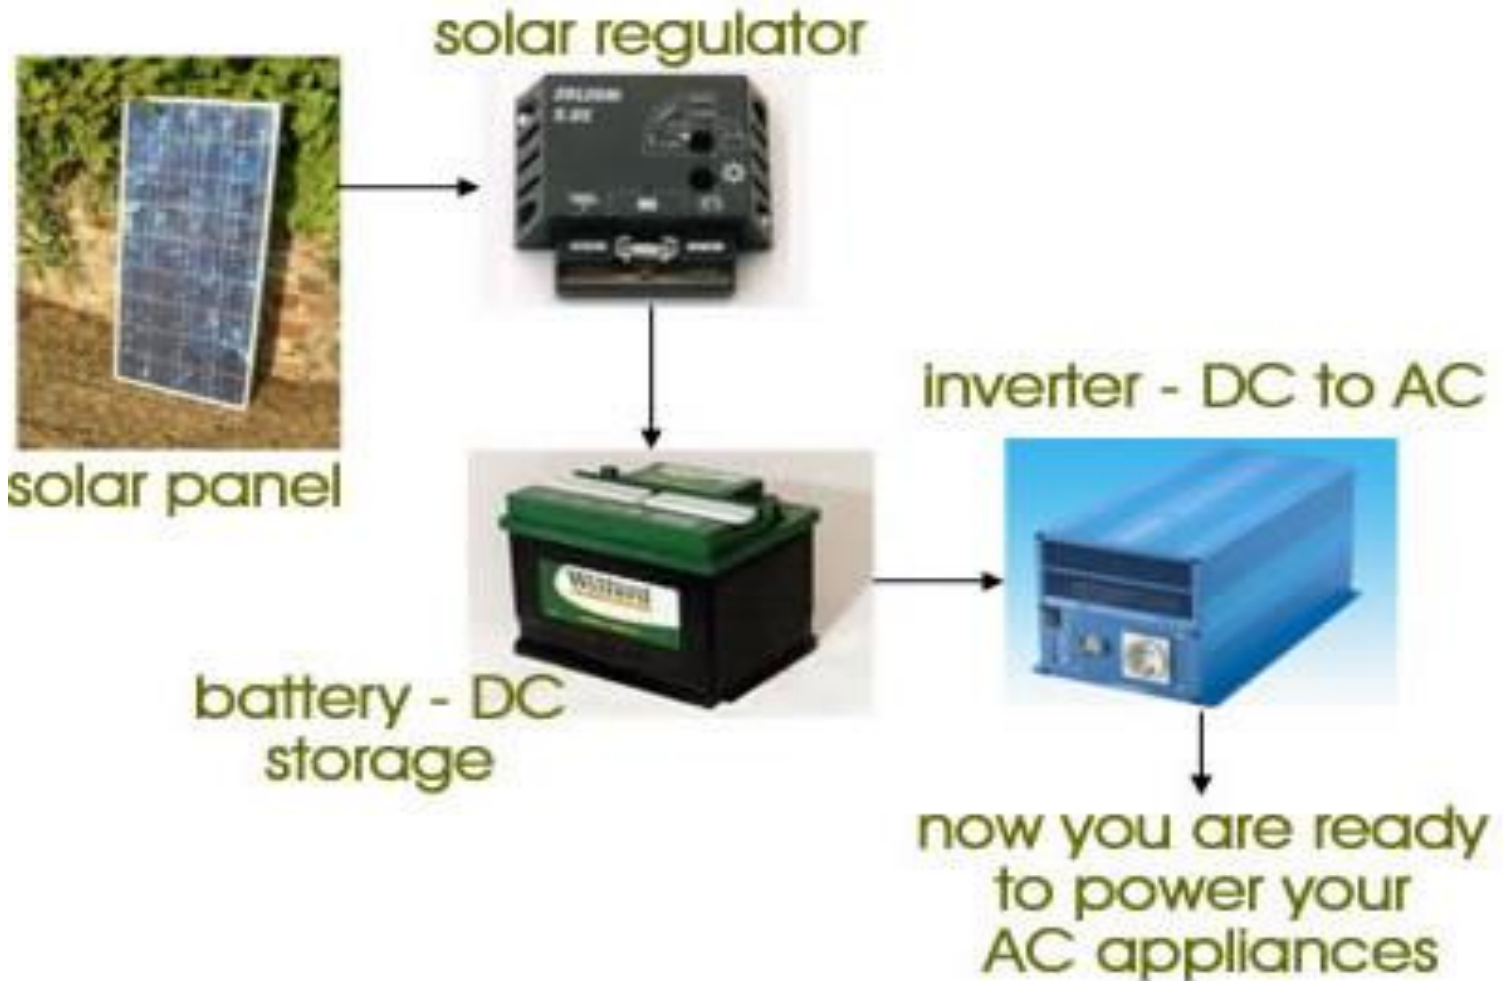 solar regulator
solar panel
inverter - DC to AC
battery - DC
storage
now you are ready
to power your
AC appliances